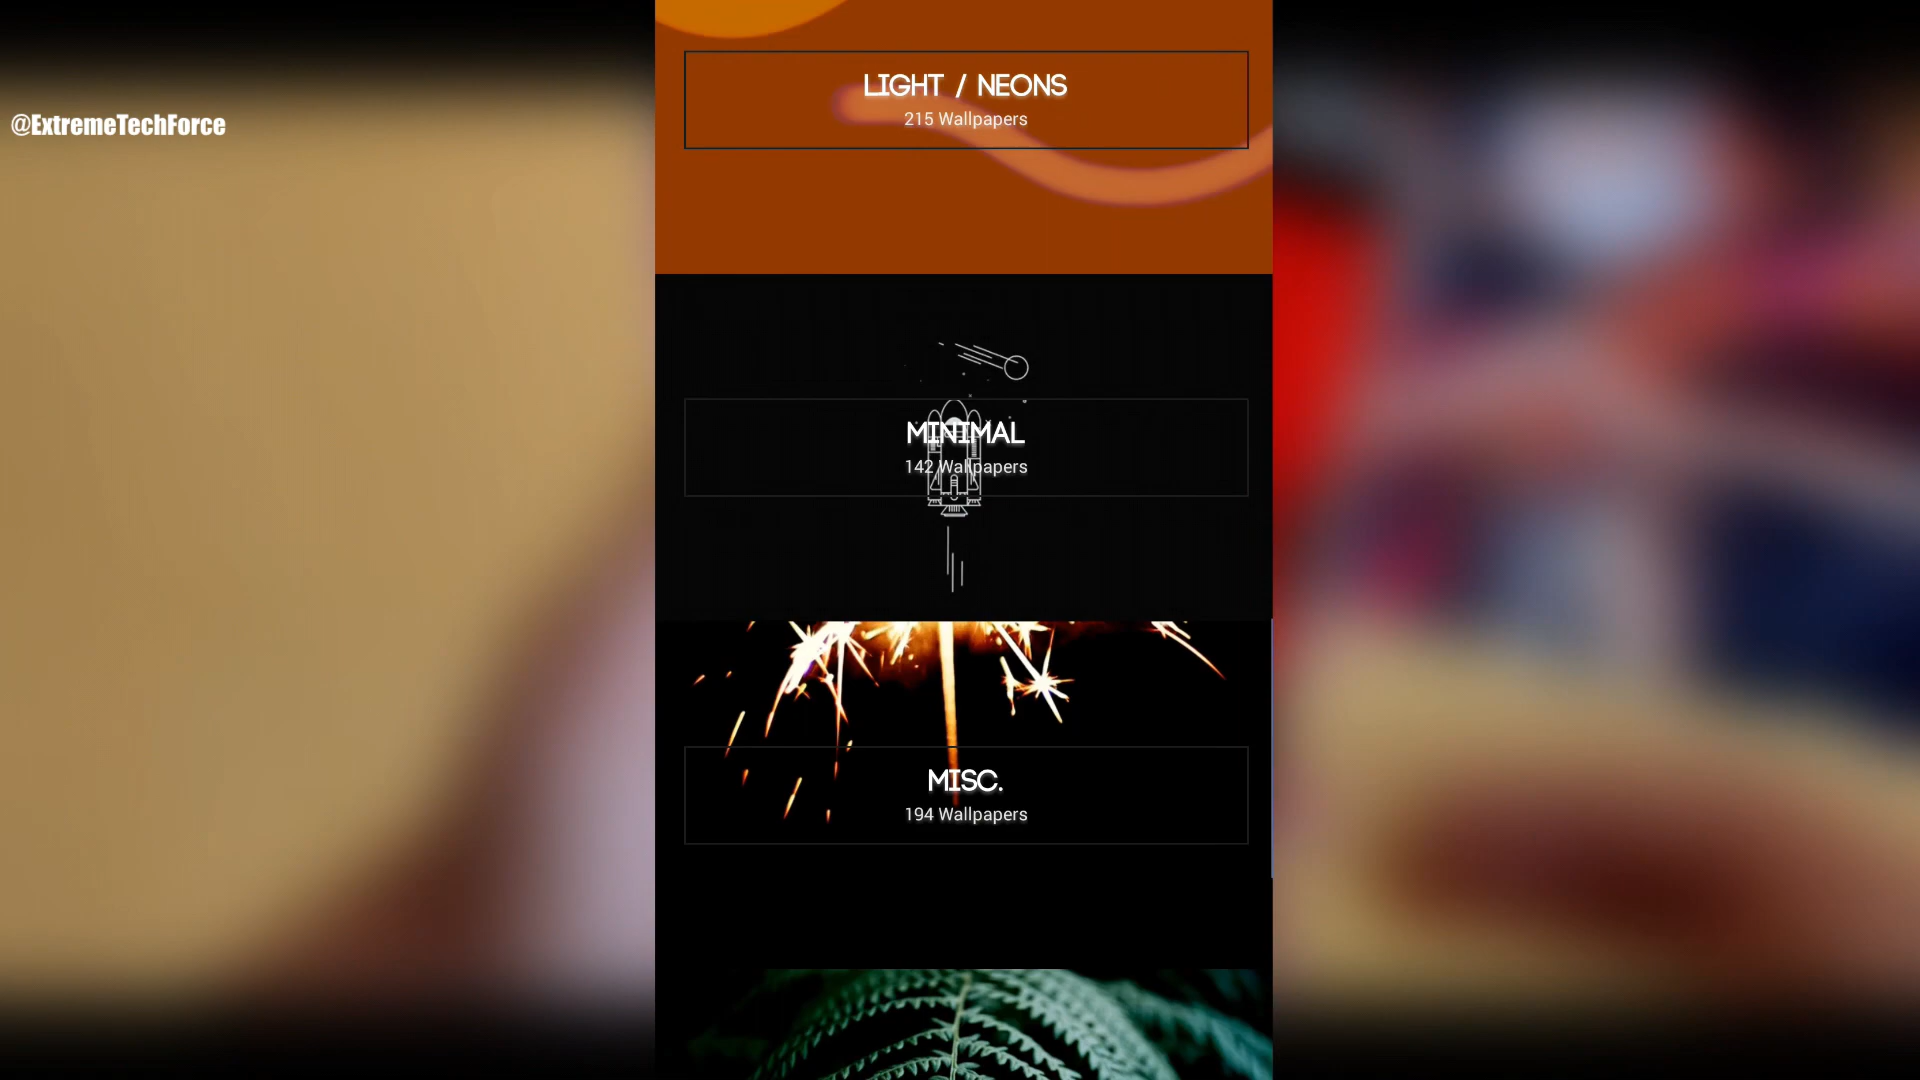 @ExtremeTechForce
LIGHT / NEONS
215 Wallpapers
MINIMAL
142 Wallpapers
MISC.
194 Wallpapers